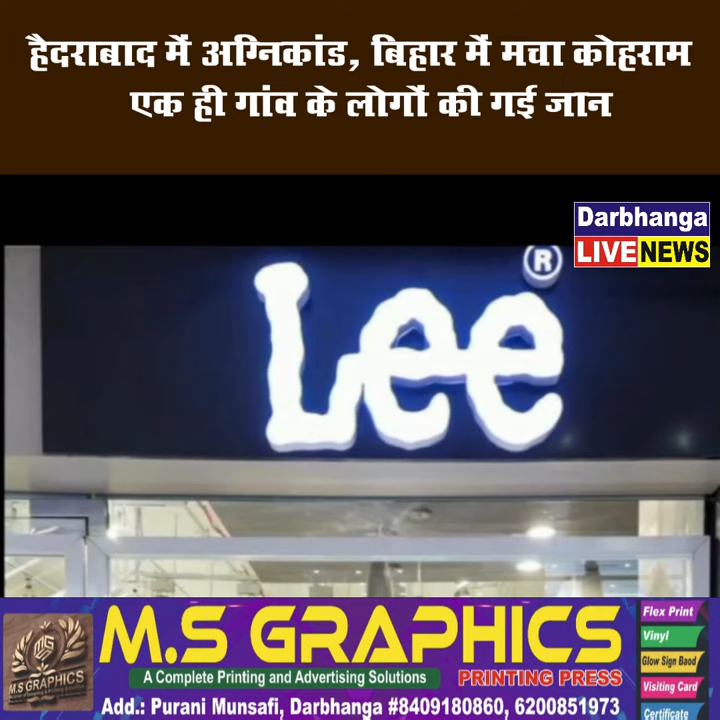 हैदराबाद में अग्निकांड, बिहार में मचा कोहराम
एक ही गांव के लोगों की गई जान
Darbhanga
LIVE NEWS
Lee ®
M.S GRAPHICS
M.S GRAPHICS
A Complete Printing and Advertising Solutions
PRINTING PRESS
Add.: Purani Munsafi, Darbhanga #8409180860, 6200851973
Flex Print
Vinyl
Glow Sign Baod
Visiting Card
Certificate